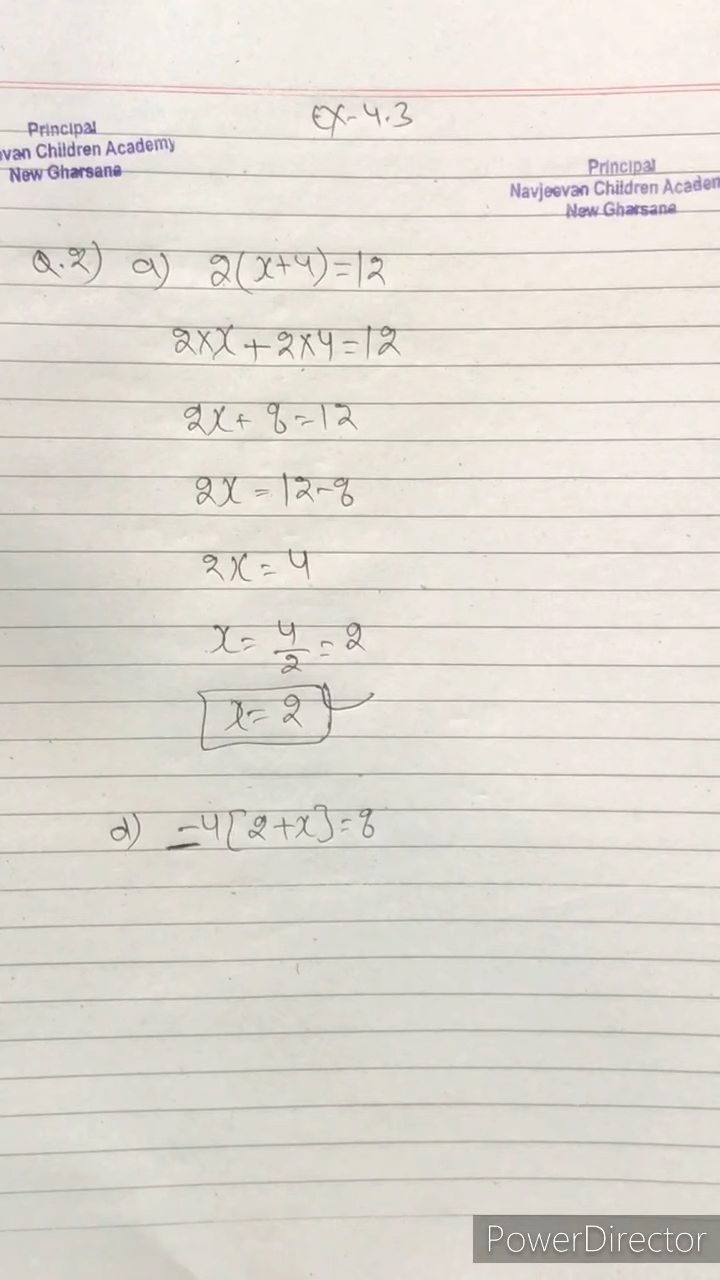 Ex-4.3
Principal
evan Children Academy
New Gharsana
Principal
Navjeevan Children Academ
New Gharsana
Q.2) a) 2(x+4)=12
2×x+2×4=12
2x+8=12
2x=12-8
2x=4
x=4/2=2
x=2
d) -4[2+x]=8
PowerDirector